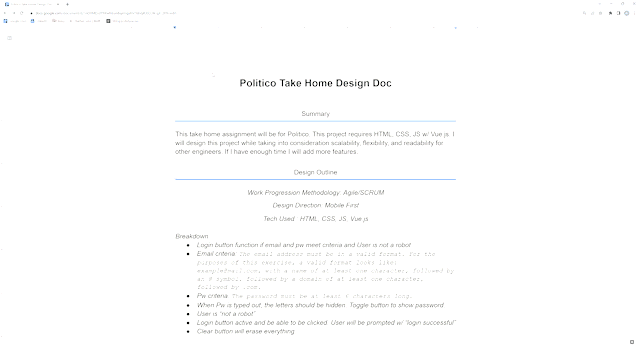 Politico Take Home Design Doc
Summary
This take home assignment will be for Politico. This project requires HTML, CSS, JS w/ Vue js. I
will design this project while taking into consideration scalability, flexibility, and readability for
other engineers. If I have enough time I will add more features.
Design Outline
Work Progression Methodology: Agile/SCRUM
Design Direction: Mobile First
Tech Used: HTML, CSS, JS, Vue js
Breakdown
● Login button function if email and pw meet criteria and User is not a robot
● Email criteria: The email address must be in a valid format. For the
purposes of this exercise, a valid format looks like:
example@mail.com, with a name of at least one character, followed by
an @ symbol, followed by a domain of at least one character,
followed by .com.
● Pw criteria: The password must be at least 4 characters long.
● When Pw is typed out, the letters should be hidden. Toggle button to show password
● User is "not a robot"
● Login button active and be able to be clicked. User will be prompted w/ "login successful"
● Clear button will erase everything